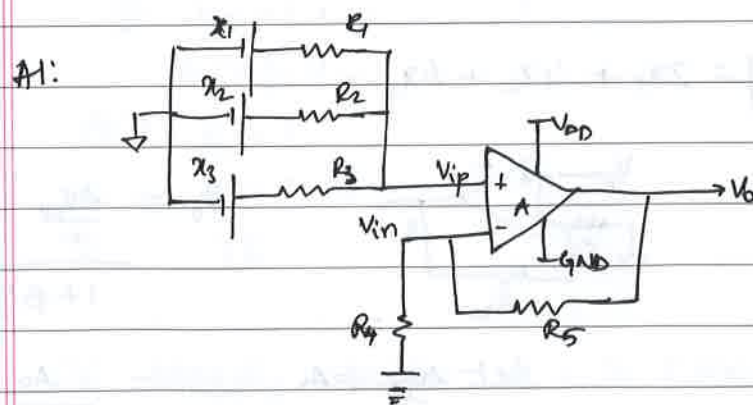 x1 R1
A1:
x2 R2
VDD
x3 R3 Vip + A Vo
Vin -
GND
R4 R5